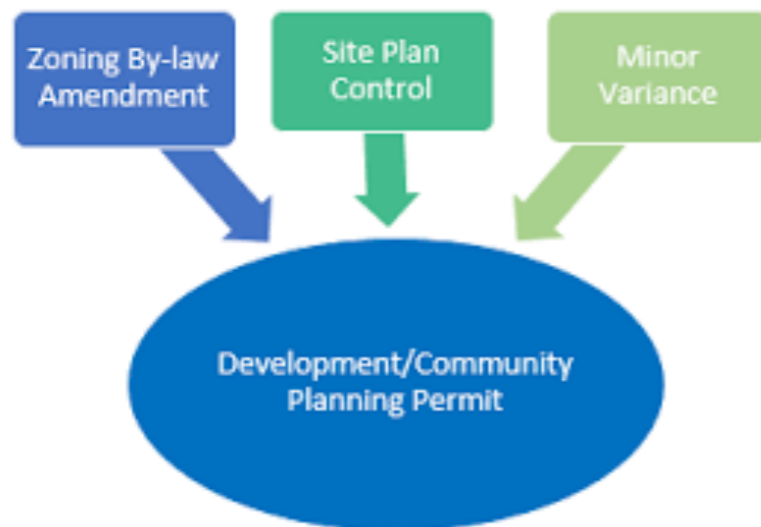 Zoning By-law
Amendment
Site Plan
Control
Minor
Variance
Development/Community
Planning Permit